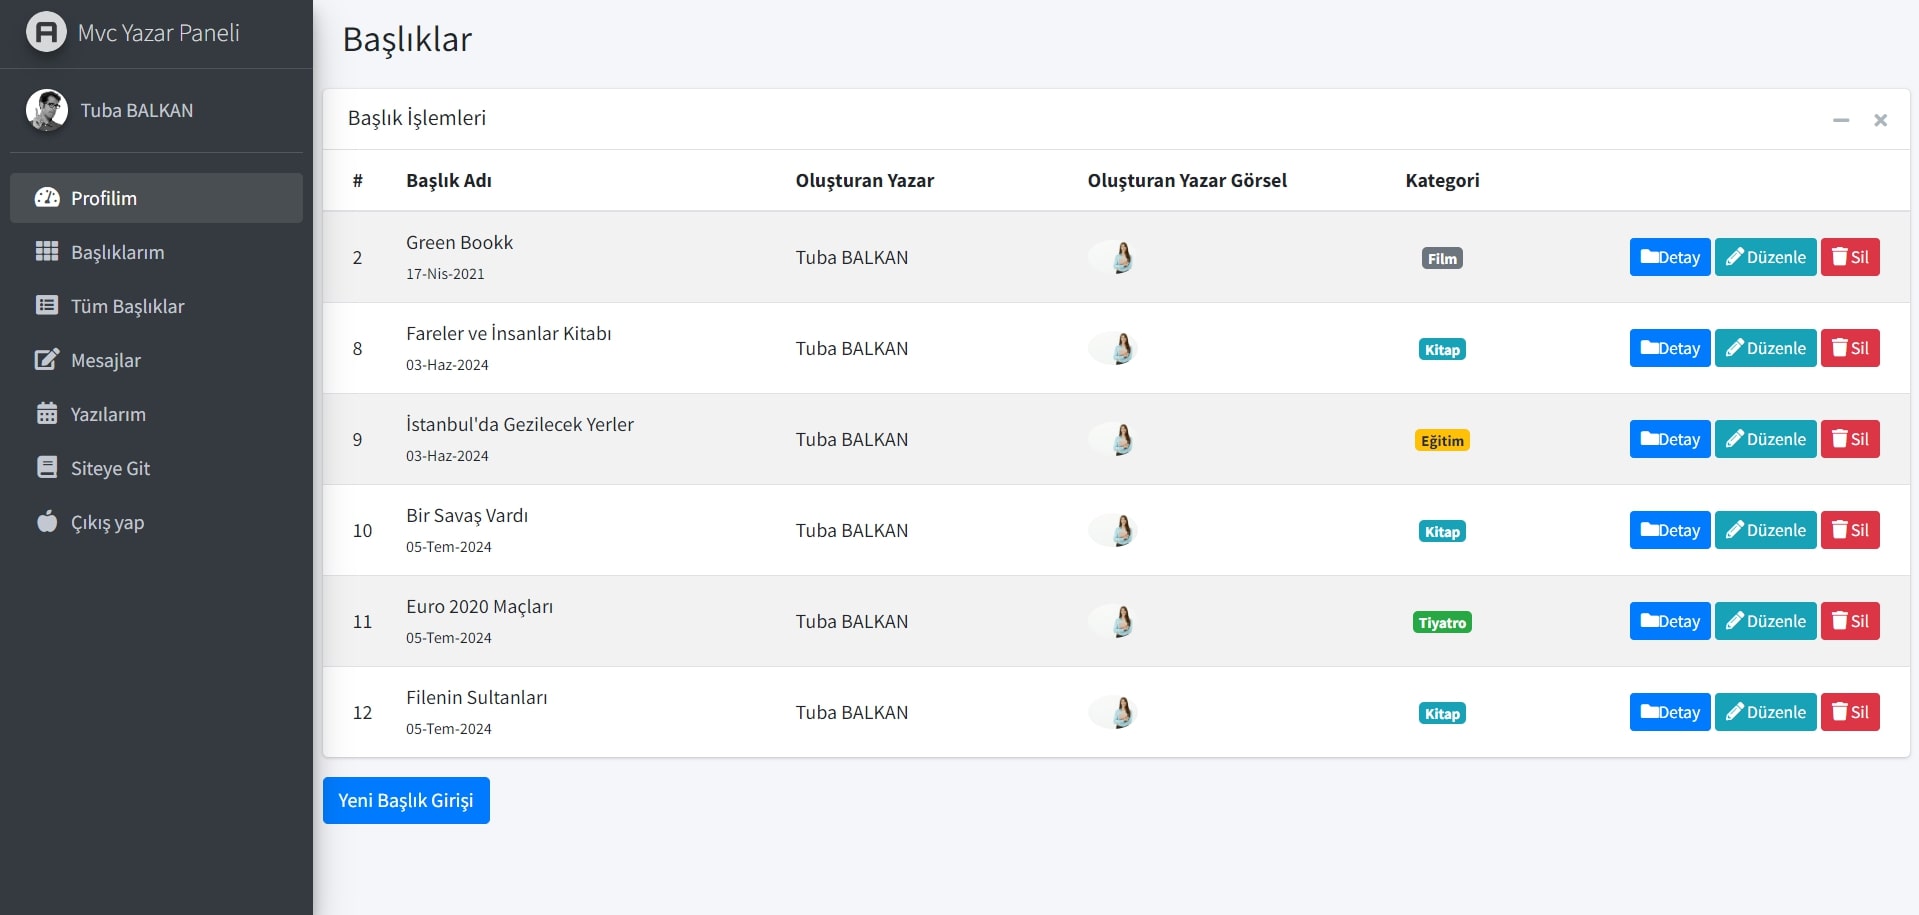 Mvc Yazar Paneli
Tuba BALKAN
Profilim
Başlıklarım
Tüm Başlıklar
Mesajlar
Yazılarım
Siteye Git
Çıkış yap
Başlıklar
Başlık İşlemleri
# Başlık Adı Oluşturan Yazar Oluşturan Yazar Görsel Kategori
2 Green Bookk Tuba BALKAN Film Detay Düzenle Sil
17-Nis-2021
8 Fareler ve İnsanlar Kitabı Tuba BALKAN Kitap Detay Düzenle Sil
03-Haz-2024
9 İstanbul'da Gezilecek Yerler Tuba BALKAN Eğitim Detay Düzenle Sil
03-Haz-2024
10 Bir Savaş Vardı Tuba BALKAN Kitap Detay Düzenle Sil
05-Tem-2024
11 Euro 2020 Maçları Tuba BALKAN Tiyatro Detay Düzenle Sil
05-Tem-2024
12 Filenin Sultanları Tuba BALKAN Kitap Detay Düzenle Sil
05-Tem-2024
Yeni Başlık Girişi